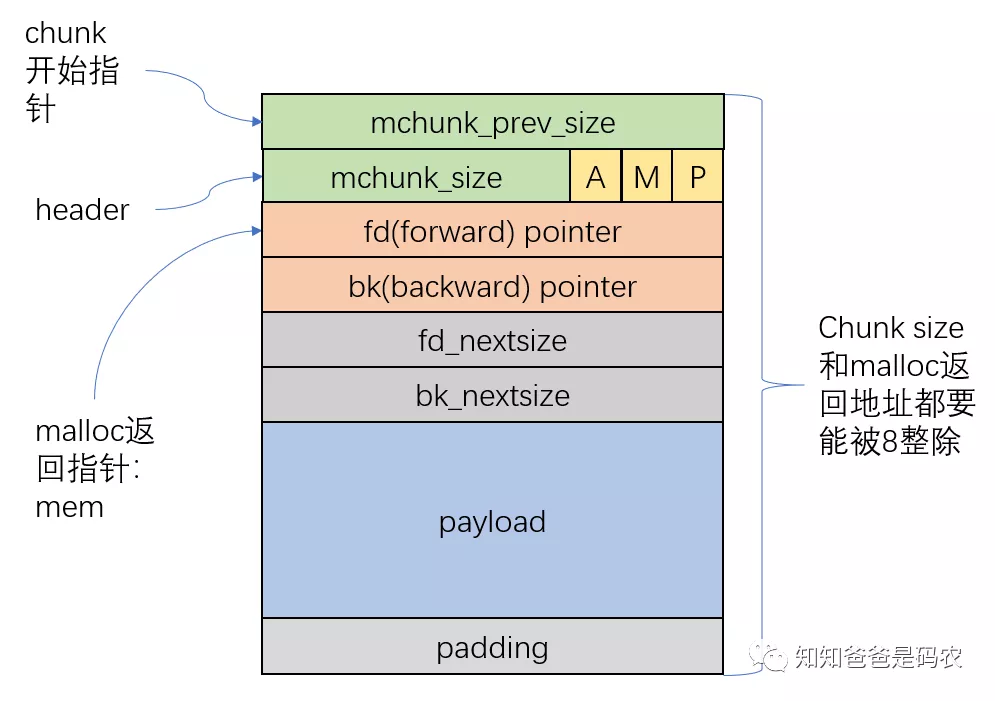 chunk
开始指
针
mchunk_prev_size
mchunk_size A M P
header
fd(forward) pointer
bk(backward) pointer
fd_nextsize
bk_nextsize
malloc返
回指针：
mem
payload
padding
Chunk size
和malloc返
回地址都要
能被8整除
知知爸爸是码农